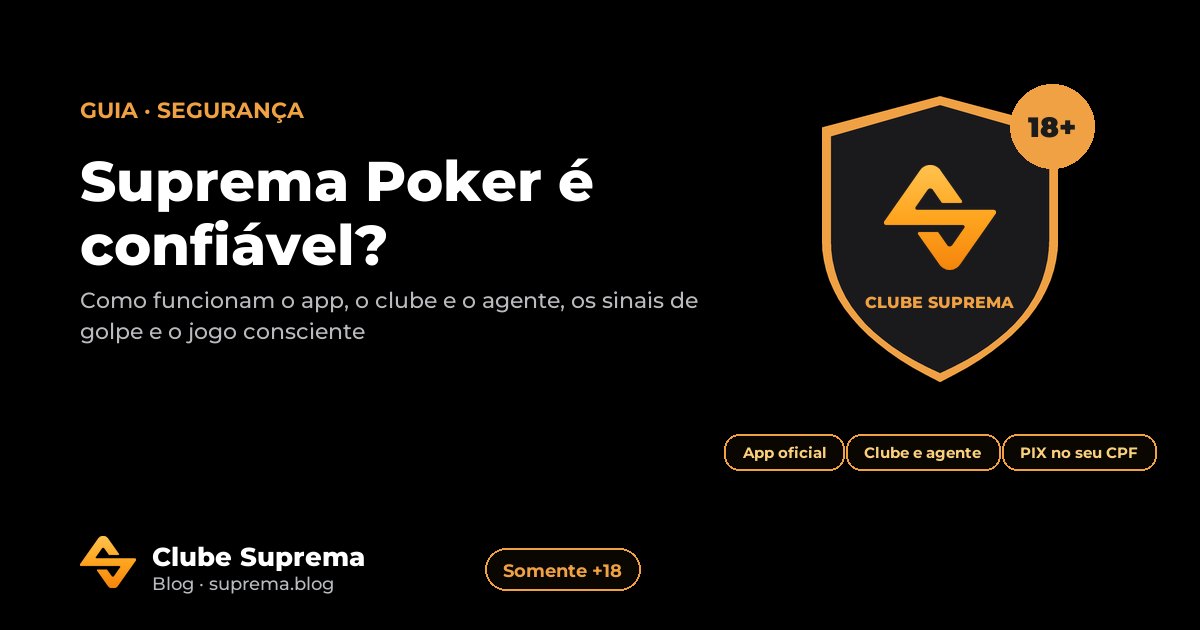 GUIA · SEGURANÇA
Suprema Poker é
confiável?
Como funcionam o app, o clube e o agente, os sinais de
golpe e o jogo consciente
18+
CLUBE SUPREMA
App oficial
Clube e agente
PIX no seu CPF
Clube Suprema
Blog · suprema.blog
Somente +18